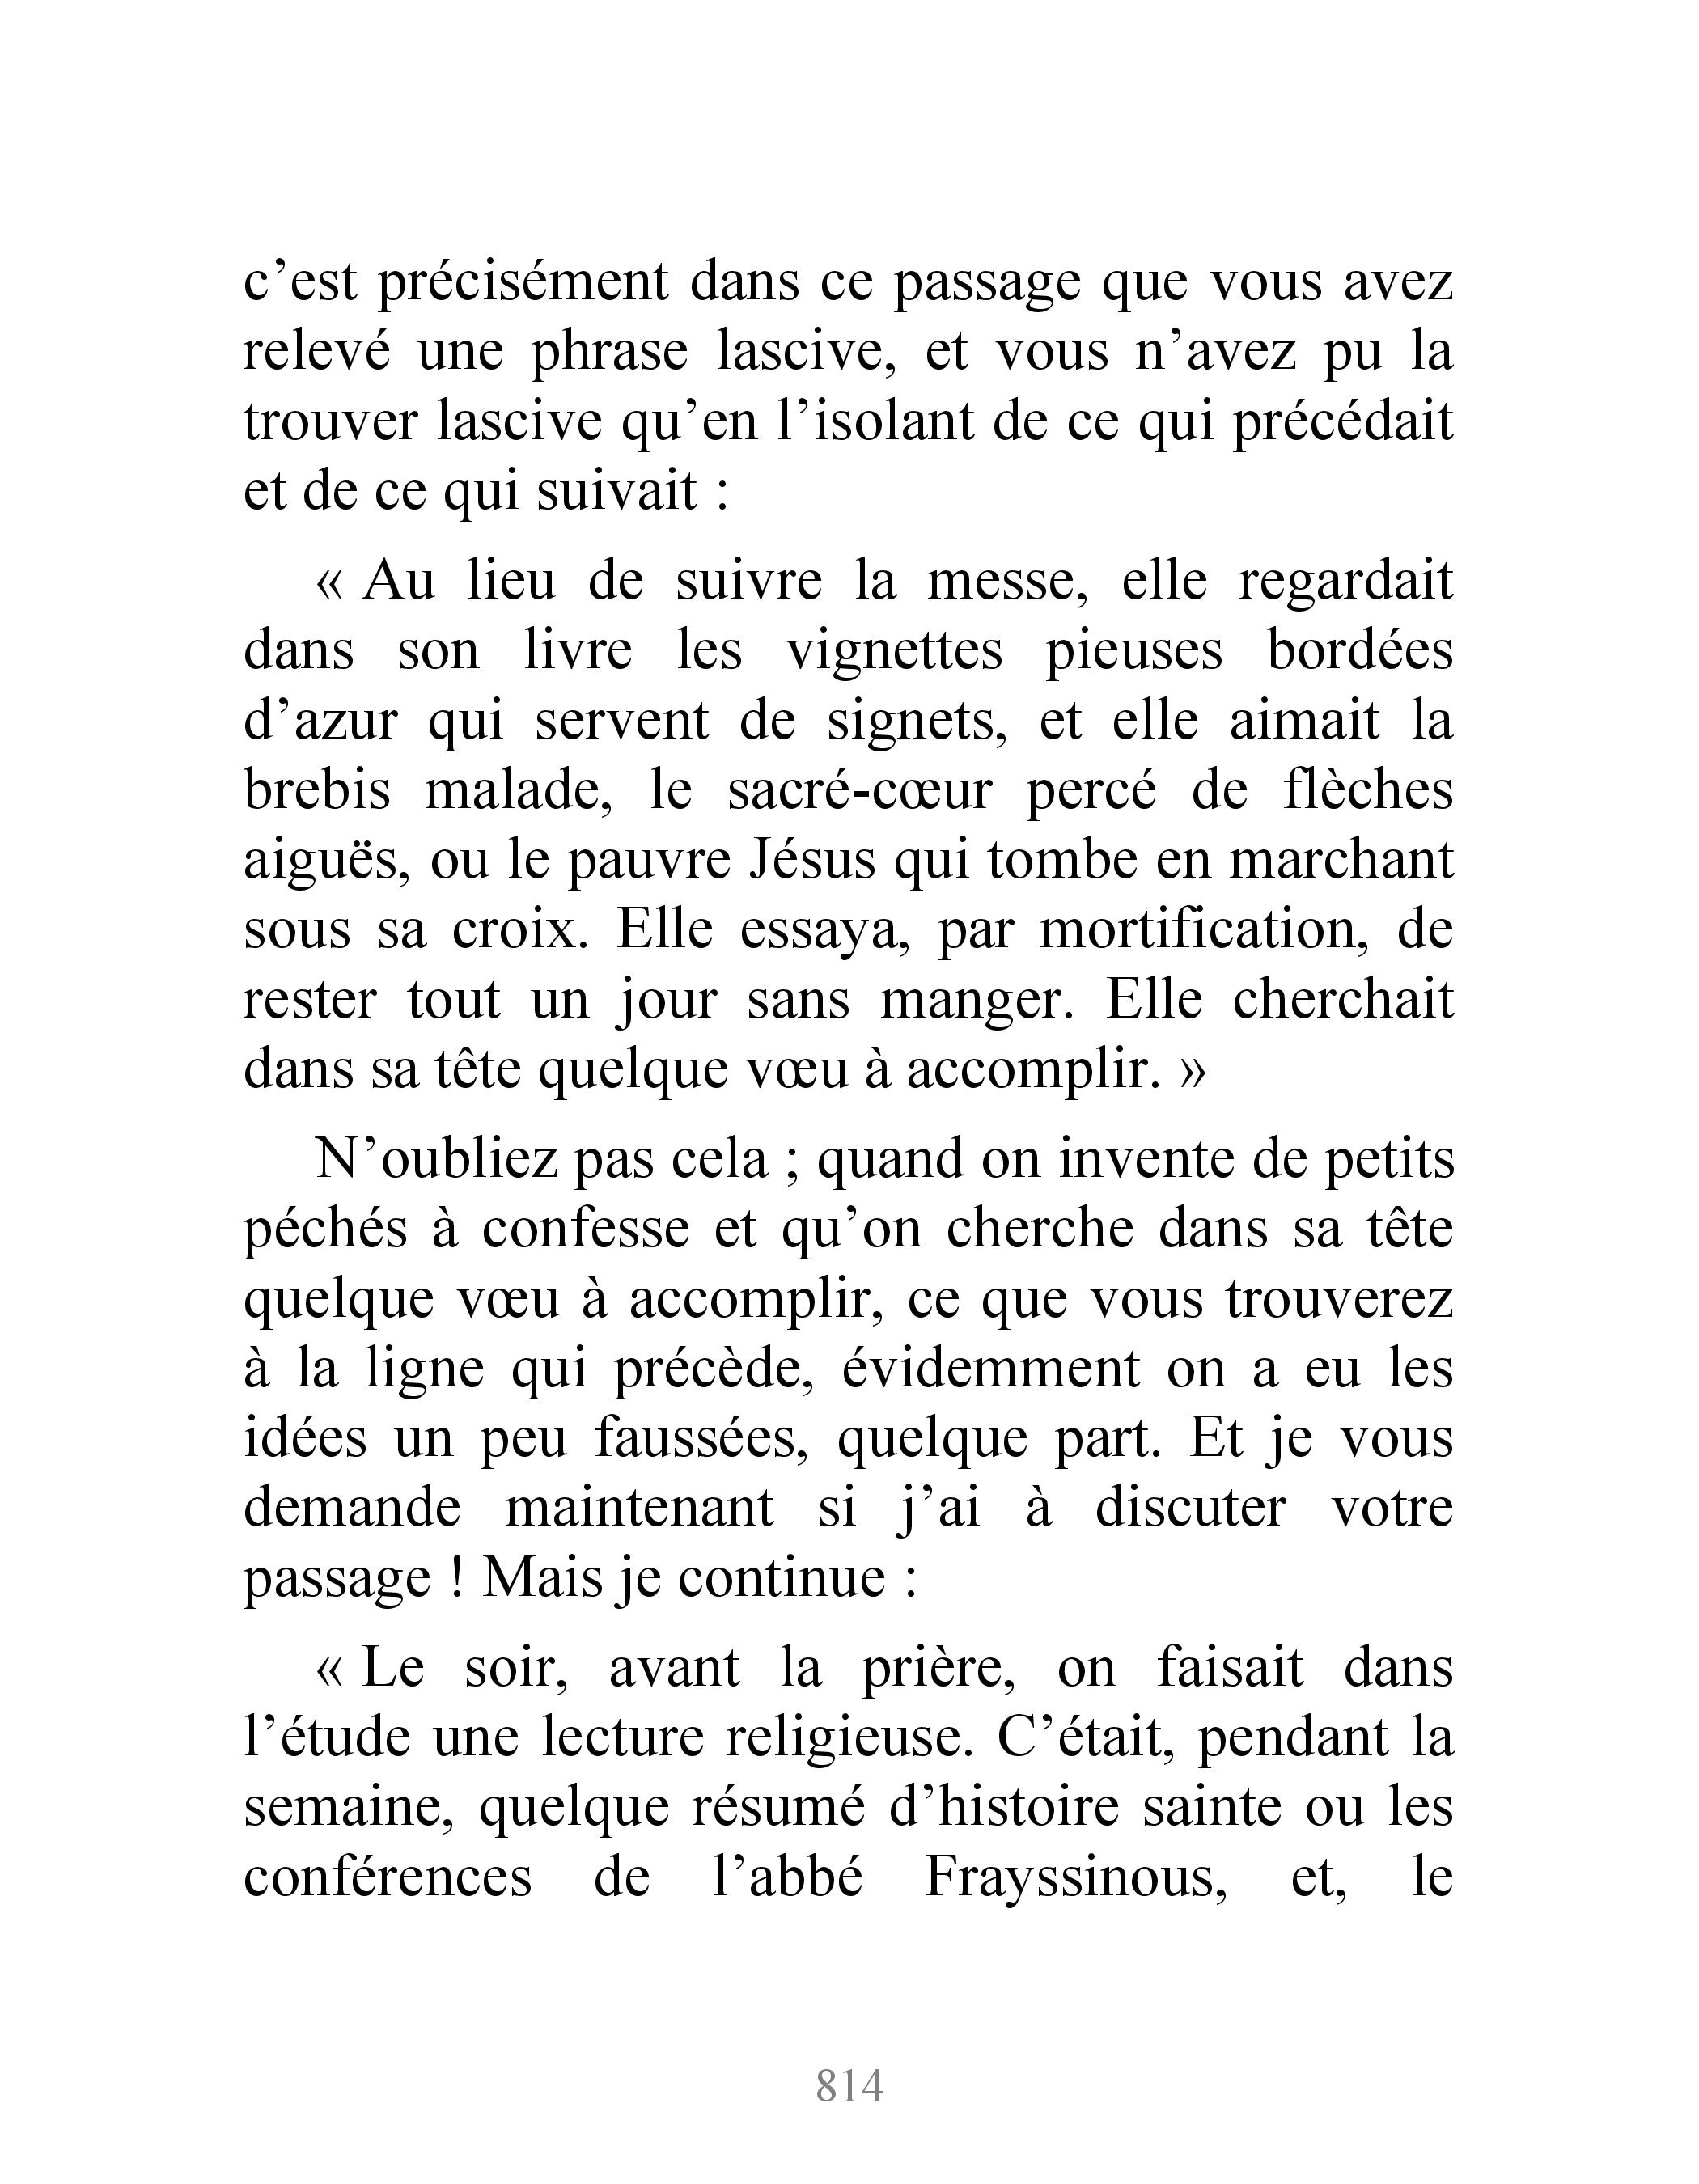 c’est précisément dans ce passage que vous avez
relevé une phrase lascive, et vous n’avez pu la
trouver lascive qu’en l’isolant de ce qui précédait
et de ce qui suivait :
« Au lieu de suivre la messe, elle regardait
dans son livre les vignettes pieuses bordées
d’azur qui servent de signets, et elle aimait la
brebis malade, le sacré-cœur percé de flèches
aiguës, ou le pauvre Jésus qui tombe en marchant
sous sa croix. Elle essaya, par mortification, de
rester tout un jour sans manger. Elle cherchait
dans sa tête quelque vœu à accomplir. »
N’oubliez pas cela ; quand on invente de petits
péchés à confesse et qu’on cherche dans sa tête
quelque vœu à accomplir, ce que vous trouverez
à la ligne qui précède, évidemment on a eu les
idées un peu faussées, quelque part. Et je vous
demande maintenant si j’ai à discuter votre
passage ! Mais je continue :
« Le soir, avant la prière, on faisait dans
l’étude une lecture religieuse. C’était, pendant la
semaine, quelque résumé d’histoire sainte ou les
conférences de l’abbé Frayssinous, et, le
814